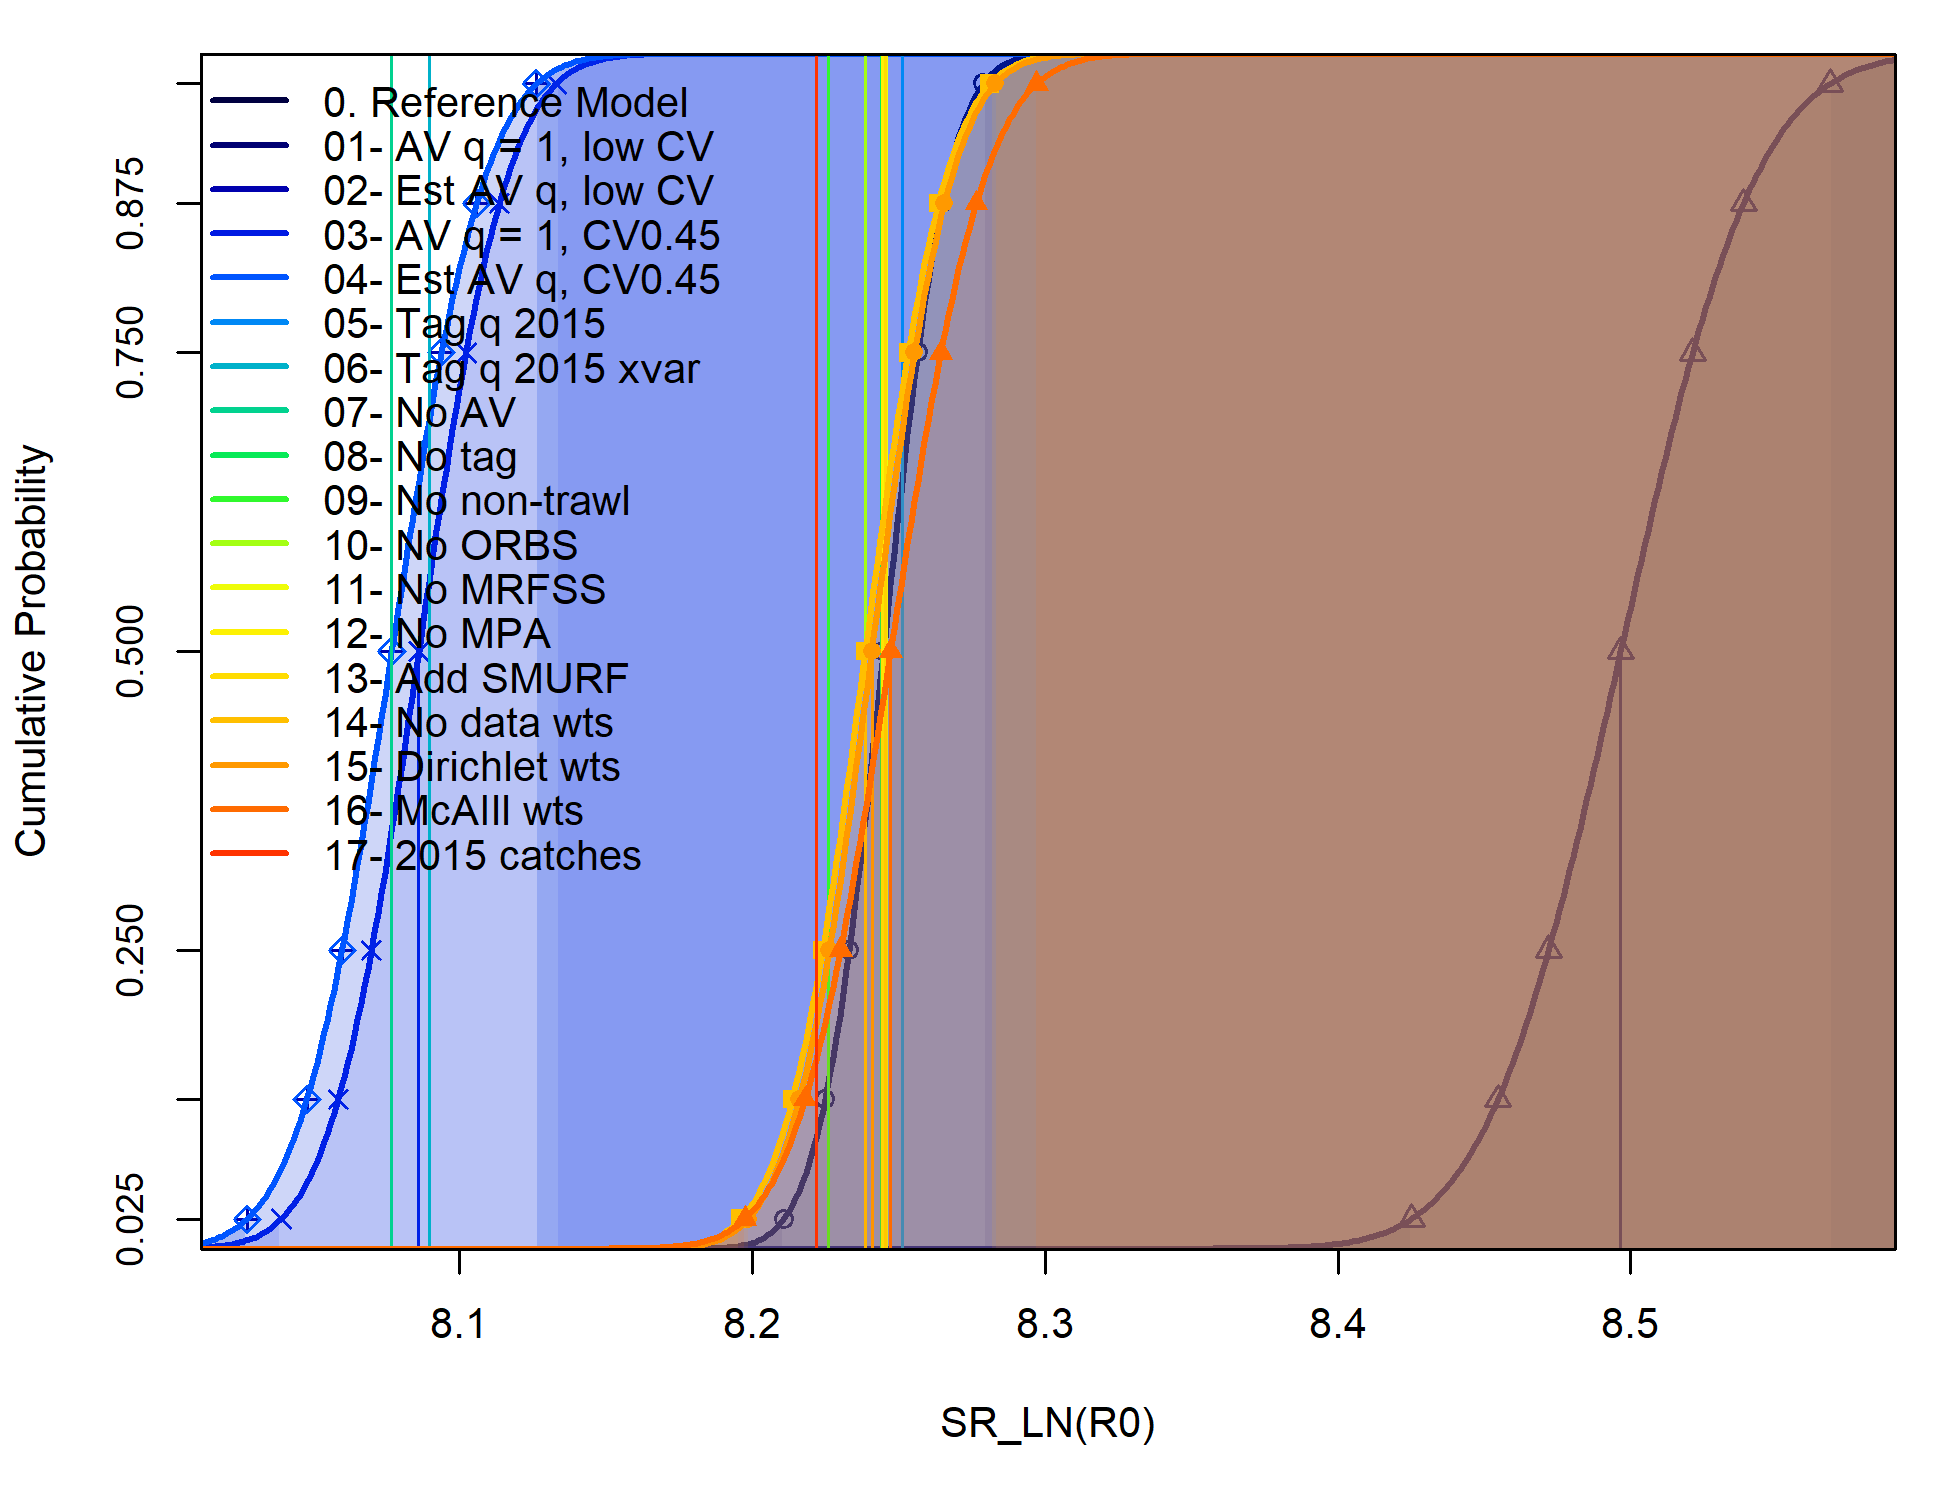 0. Reference Model
01- AV q = 1, low CV
02- Est AV q, low CV
03- AV q = 1, CV0.45
04- Est AV q, CV0.45
05- Tag q 2015
06- Tag q 2015 xvar
07- No AV
08- No tag
09- No non-trawl
10- No ORBS
11- No MRFSS
12- No MPA
13- Add SMURF
14- No data wts
15- Dirichlet wts
16- McAlll wts
17- 2015 catches
Cumulative Probability
0.875
0.750
0.500
0.250
0.025
8.1 8.2 8.3 8.4 8.5
SR_LN(R0)